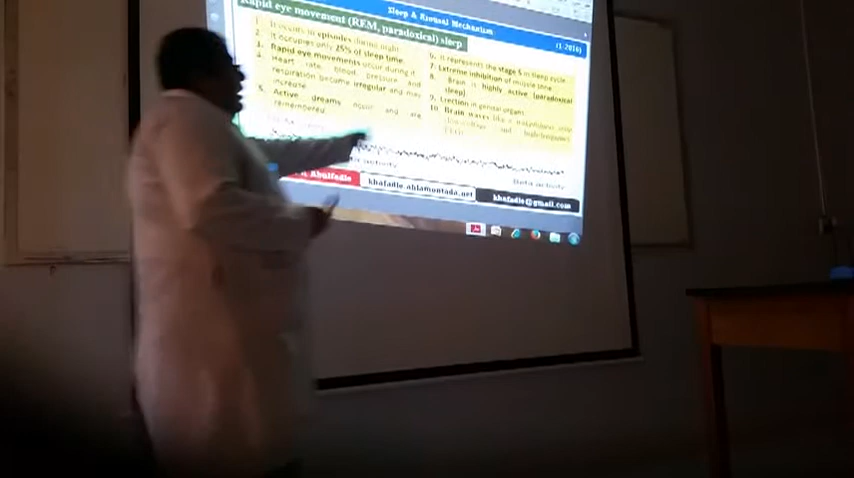 Sleep & Arousal Mechanism
(1-2016)
Rapid eye movement (REM, paradoxical) sleep
1. It occurs in episodes during night.
2. It occupies only 25% of sleep time.
3. Rapid eye movements occur during it.
4. Heart rate, blood pressure and
respiration become irregular and may
increase.
5. Active dreams occur and are
remembered.
6. It represents the stage 5 in sleep cycle.
7. Extreme inhibition of muscle tone.
8. Brain is highly active (paradoxical
sleep)
9. Erection in genital organs.
10. Brain waves like
Beta activity
khafadle.ahlamontada.net
khafadle@gmail.com